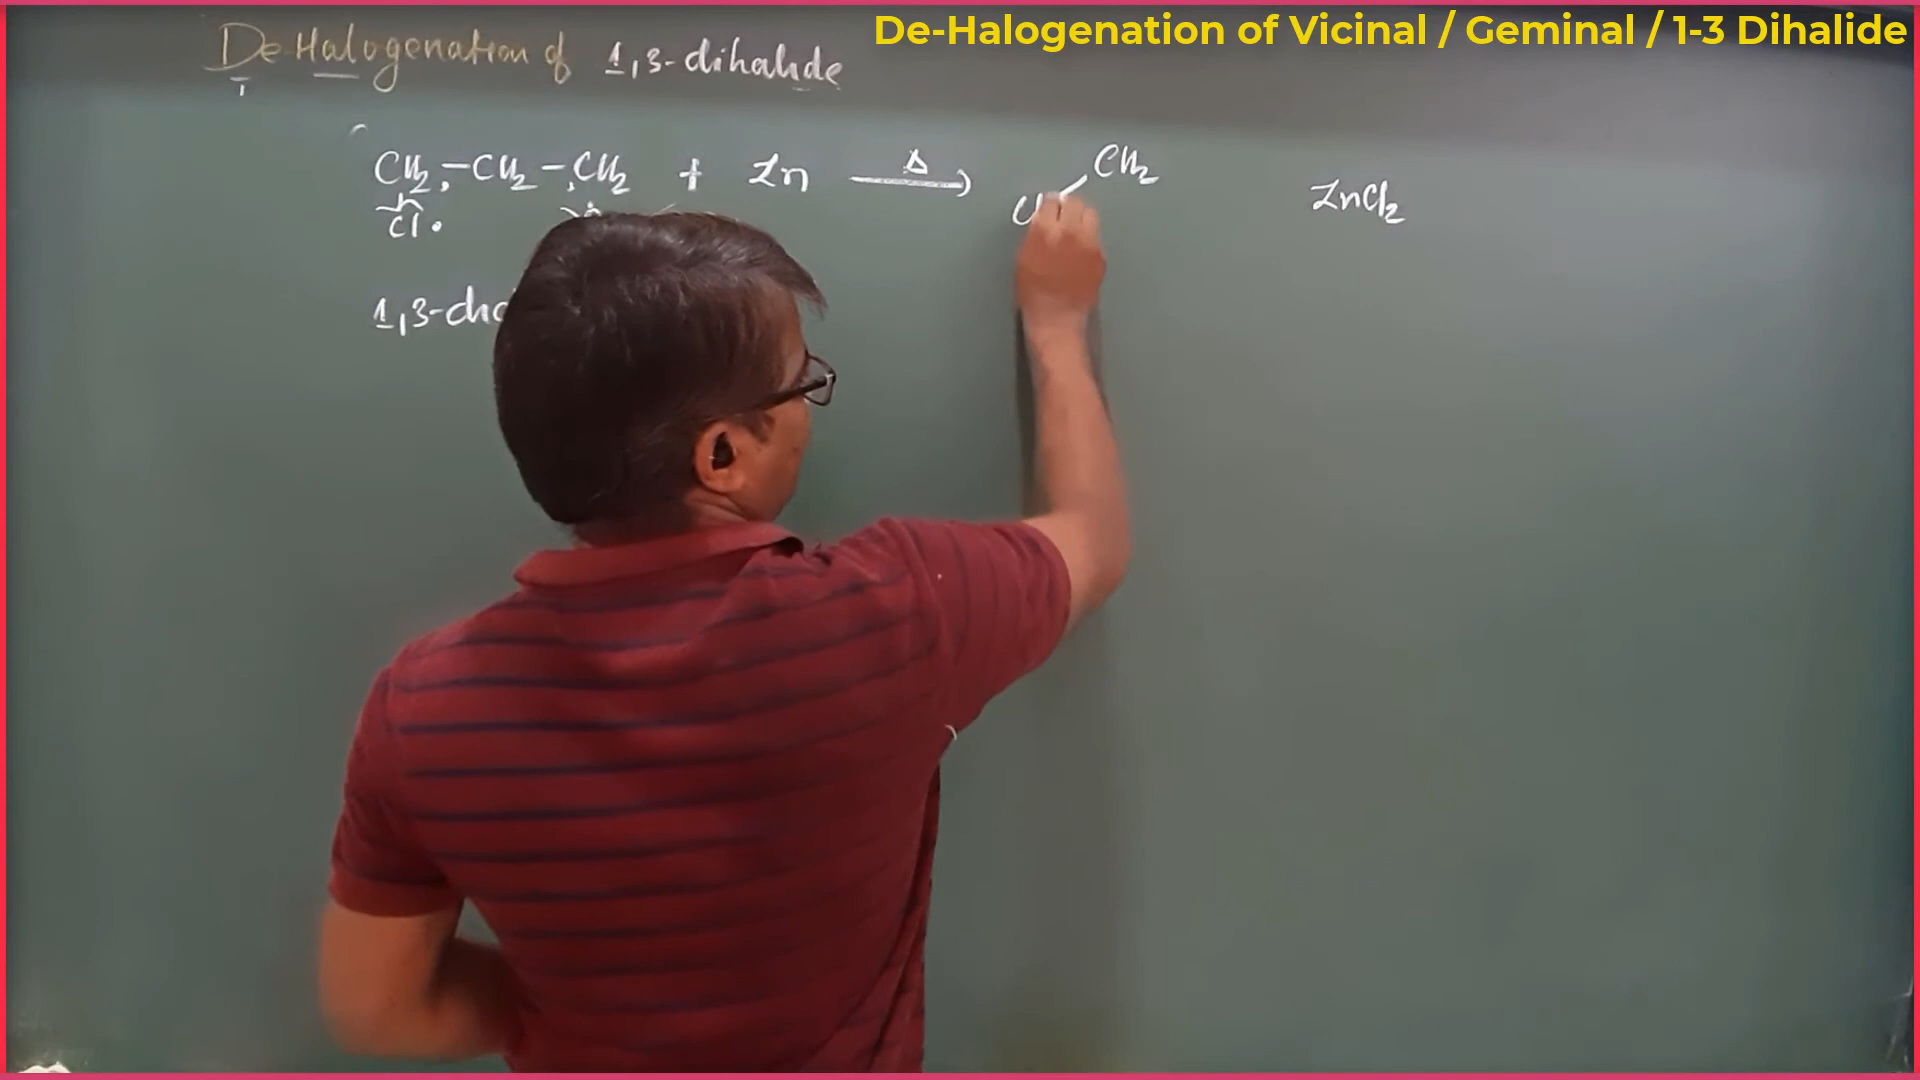 De-Halogenation of Vicinal / Geminal / 1-3 Dihalide
De-Halogenation of 1,3-dihalide
CH2-CH2-CH2 + Zn Δ → CH2
ZnCl2
Cl
1,3-